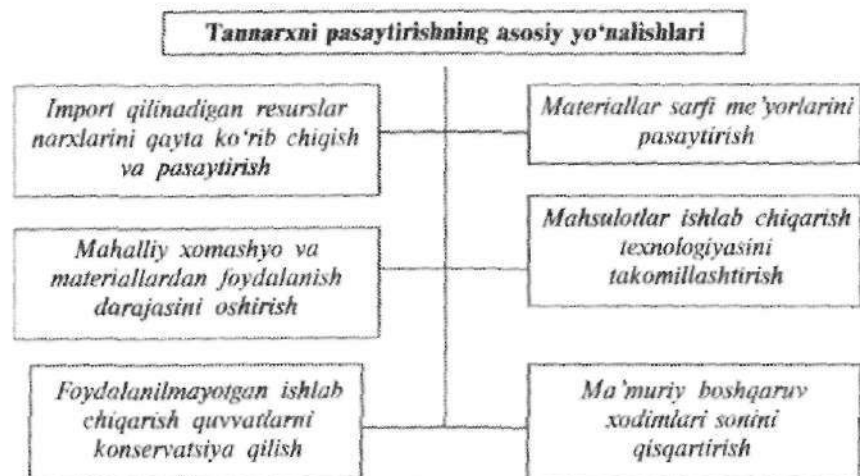 Tannarxni pasaytirishning asosiy yo‘nalishlari
Import qilinadigan resurslar
narxlarini qayta ko‘rib chiqish
va pasaytirish
Materiallar sarfi me’yorlarini
pasaytirish
Mahalliy xomashyo va
materiallardan foydalanish
darajasini oshirish
Mahsulotlar ishlab chiqarish
texnologiyasini
takomillashtirish
Foydalanilmayotgan ishlab
chiqarish quvvatlarni
konservatsiya qilish
Ma’muriy boshqaruv
xodimlari sonini
qisqartirish